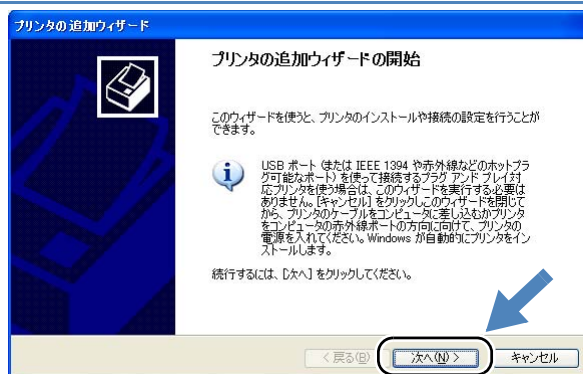 プリンタの追加ウィザード
プリンタの追加ウィザードの開始
このウィザードを使うと、プリンタのインストールや接続の設定を行うことが
できます。
USB ポート (または IEEE 1394 や赤外線などのホットプラ
グ可能なポート) を使って接続するプラグ アンド プレイ対
応プリンタを使う場合は、このウィザードを実行する必要は
ありません。[キャンセル] をクリックしこのウィザードを閉じて
から、プリンタのケーブルをコンピュータに差し込むかプリンタ
をコンピュータの赤外線ポートの方向に向けて、プリンタの
電源を入れてください。Windows が自動的にプリンタをイン
ストールします。
続行するには、[次へ] をクリックしてください。
< 戻る(B)
次へ(N) >
キャンセル